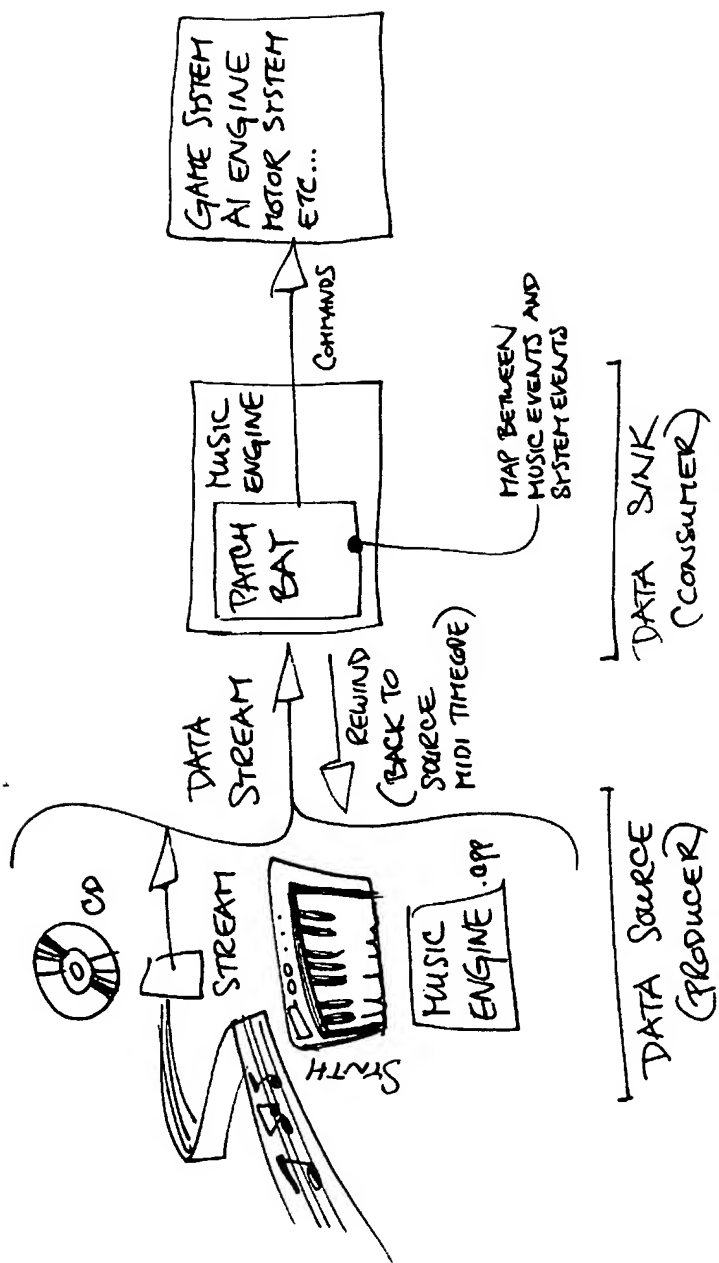 CD
STREAM
SYNTH
MUSIC
ENGINE .app
DATA SOURCE
(PRODUCER)
DATA
STREAM
REWIND
(BACK TO
SOURCE
MIDI TIMECODE)
MUSIC
ENGINE
PATCH
BAY
COMMANDS
MAP BETWEEN
MUSIC EVENTS AND
SYSTEM EVENTS
DATA SINK
(CONSUMER)
GAME SYSTEM
AI ENGINE
MOTOR SYSTEM
ETC...